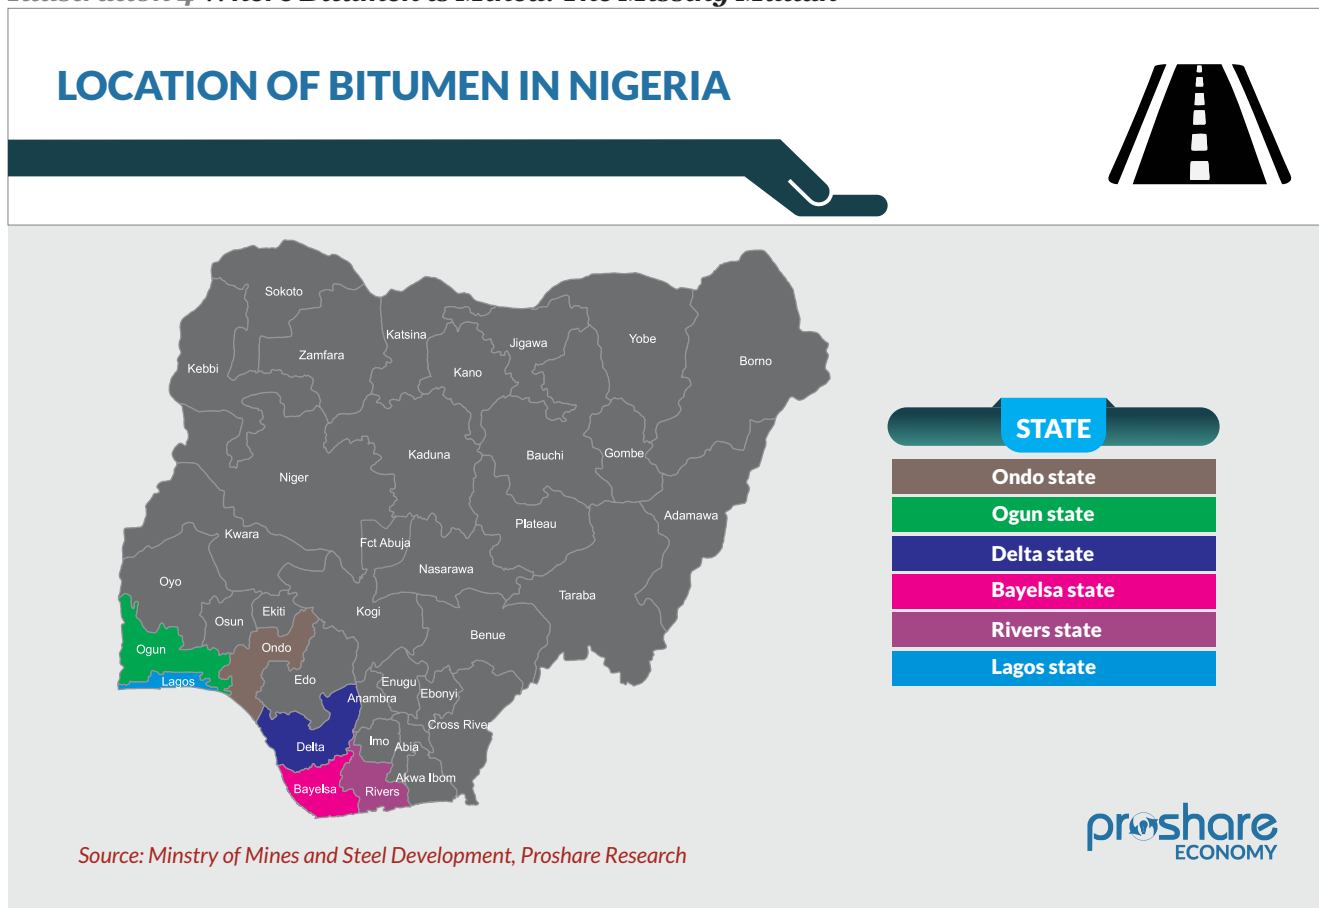 LOCATION OF BITUMEN IN NIGERIA
Sokoto
Katsina
Jigawa
Yobe
Zamfara
Borno
Kebbi
Kano
Kaduna
Bauchi
Gombe
Niger
Adamawa
Plateau
Kwara
Fct Abuja
Nasarawa
Oyo
Taraba
Ekiti
Kogi
Osun
Benue
Ogun
Ondo
Lagos
Edo
Enugu
Ebonyi
Anambra
Cross River
Delta
Imo
Abia
Akwa Ibom
Bayelsa
Rivers
STATE
Ondo state
Ogun state
Delta state
Bayelsa state
Rivers state
Lagos state
Source: Minstry of Mines and Steel Development, Proshare Research
proshare
ECONOMY